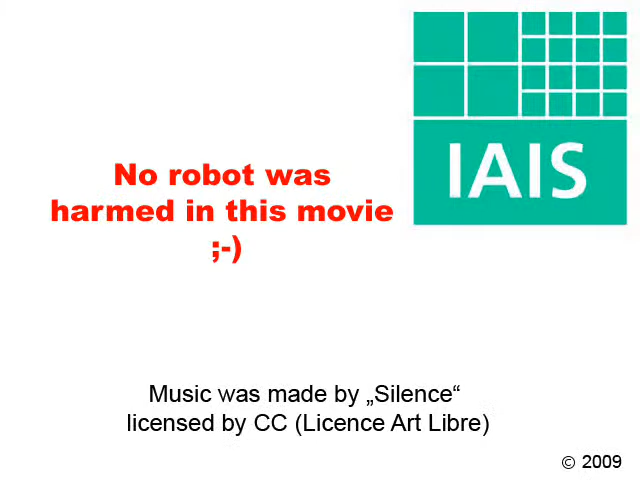 IAIS
No robot was
harmed in this movie
;-)
Music was made by „Silence“
licensed by CC (Licence Art Libre)
© 2009